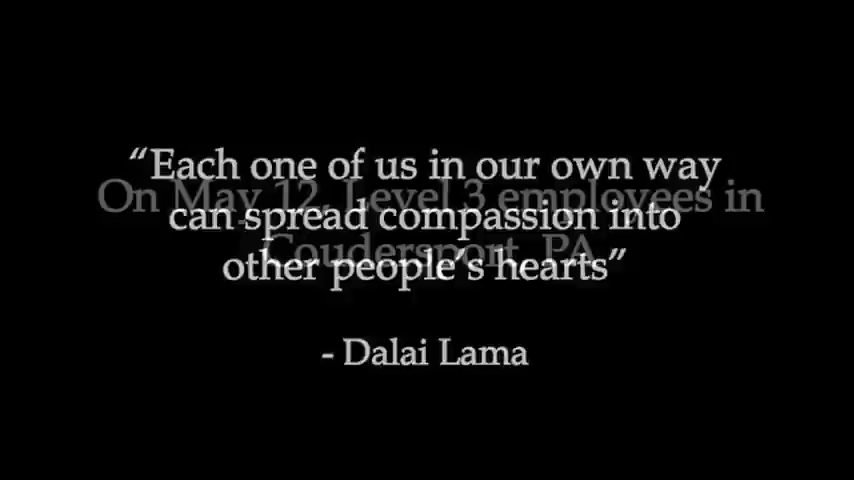 “Each one of us in our own way
On May 12, Level 3 employees in
can spread compassion into
Coudersport, PA
other people’s hearts”
- Dalai Lama